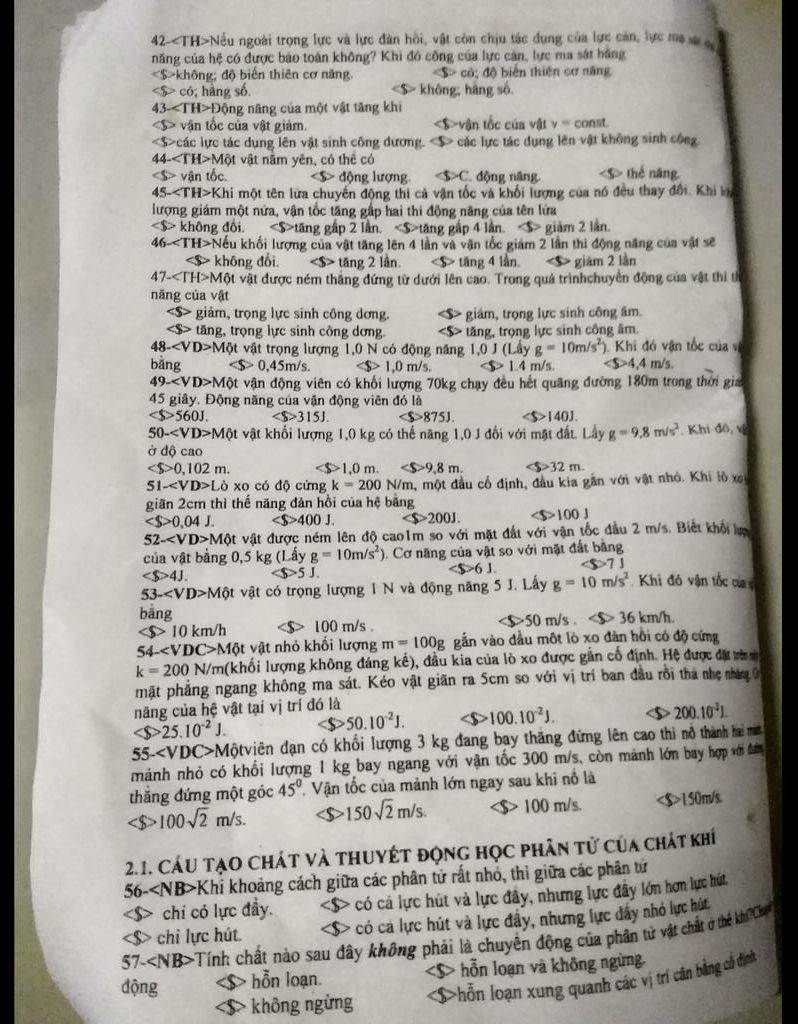 42-<TH>Nếu ngoài trọng lực và lực đàn hồi, vật còn chịu tác dụng của lực cản, lực ma
năng của hệ có được bảo toàn không? Khi đó công của lực cản, lực ma sát bằng
<$>không; độ biến thiên cơ năng. <$> có; độ biến thiên cơ năng.
<$> có; hằng số. <$> không; hằng số.
43-<TH>Động năng của một vật tăng khi
<$> vận tốc của vật giảm. <$>vận tốc của vật v = const.
<$>các lực tác dụng lên vật sinh công dương. <$> các lực tác dụng lên vật không sinh công.
44-<TH>Một vật nằm yên, có thể có
<$> vận tốc. <$> động lượng. <$>C. động năng. <$> thế năng.
45-<TH>Khi một tên lửa chuyển động thì cả vận tốc và khối lượng của nó đều thay đổi. Khi
lượng giảm một nửa, vận tốc tăng gấp hai thì động năng của tên lửa
<$> không đổi. <$>tăng gấp 2 lần. <$>tăng gấp 4 lần. <$> giảm 2 lần.
46-<TH>Nếu khối lượng của vật tăng lên 4 lần và vận tốc giảm 2 lần thì động năng của vật sẽ
<$> không đổi. <$> tăng 2 lần. <$> tăng 4 lần. <$> giảm 2 lần
47-<TH>Một vật được ném thẳng đứng từ dưới lên cao. Trong quá trìnhchuyển động của vật thì
năng của vật
<$> giảm, trọng lực sinh công dơng. <$> giảm, trọng lực sinh công âm.
<$> tăng, trọng lực sinh công dơng. <$> tăng, trọng lực sinh công âm.
48-<VD>Một vật trọng lượng 1,0 N có động năng 1,0 J (Lấy g = 10m/s²). Khi đó vận tốc của
bằng <$> 0,45m/s. <$> 1,0 m/s. <$> 1.4 m/s. <$>4,4 m/s.
49-<VD>Một vận động viên có khối lượng 70kg chạy đều hết quãng đường 180m trong thời
45 giây. Động năng của vận động viên đó là
<$>560J. <$>315J. <$>875J. <$>140J.
50-<VD>Một vật khối lượng 1,0 kg có thế năng 1,0 J đối với mặt đất. Lấy g = 9,8 m/s². Khi đó,
ở độ cao
<$>0,102 m. <$>1,0 m. <$>9,8 m. <$>32 m.
51-<VD>Lò xo có độ cứng k = 200 N/m, một đầu cố định, đầu kia gắn với vật nhỏ. Khi lò xo
giãn 2cm thì thế năng đàn hồi của hệ bằng
<$>0,04 J. <$>400 J. <$>200J. <$>100 J
52-<VD>Một vật được ném lên độ cao1m so với mặt đất với vận tốc đầu 2 m/s. Biết khối
của vật bằng 0,5 kg (Lấy g = 10m/s²). Cơ năng của vật so với mặt đất bằng
<$>4J. <$>5 J. <$>6 J. <$>7 J
53-<VD>Một vật có trọng lượng 1 N và động năng 5 J. Lấy g = 10 m/s². Khi đó vận tốc của
bằng
<$> 10 km/h <$> 100 m/s . <$>50 m/s . <$> 36 km/h.
54-<VDC>Một vật nhỏ khối lượng m = 100g gắn vào đầu môt lò xo đàn hồi có độ cứng
k = 200 N/m(khối lượng không đáng kể), đầu kia của lò xo được gắn cố định. Hệ được đặt trên
mặt phẳng ngang không ma sát. Kéo vật giãn ra 5cm so với vị trí ban đầu rồi thả nhẹ nhàng.
năng của hệ vật tại vị trí đó là
<$>25.10⁻² J. <$>50.10⁻²J. <$>100.10⁻²J. <$> 200.10⁻²J.
55-<VDC>Mộtviên đạn có khối lượng 3 kg đang bay thẳng đứng lên cao thì nổ thành hai
mảnh nhỏ có khối lượng 1 kg bay ngang với vận tốc 300 m/s, còn mảnh lớn bay hợp với
thẳng đứng một góc 45⁰. Vận tốc của mảnh lớn ngay sau khi nổ là
<$>100√2 m/s. <$>150√2 m/s. <$> 100 m/s. <$>150m/s
2.1. CẤU TẠO CHẤT VÀ THUYẾT ĐỘNG HỌC PHÂN TỬ CỦA CHẤT KHÍ
56-<NB>Khi khoảng cách giữa các phân tử rất nhỏ, thì giữa các phân tử
<$> chỉ có lực đẩy. <$> có cả lực hút và lực đẩy, nhưng lực đẩy lớn hơn lực hút.
<$> chỉ lực hút. <$> có cả lực hút và lực đẩy, nhưng lực đẩy nhỏ lực hút.
57-<NB>Tính chất nào sau đây không phải là chuyển động của phân tử vật chất ở thể khí?
động <$> hỗn loạn. <$> hỗn loạn và không ngừng.
<$> không ngừng <$>hỗn loạn xung quanh các vị trí cân bằng cố định